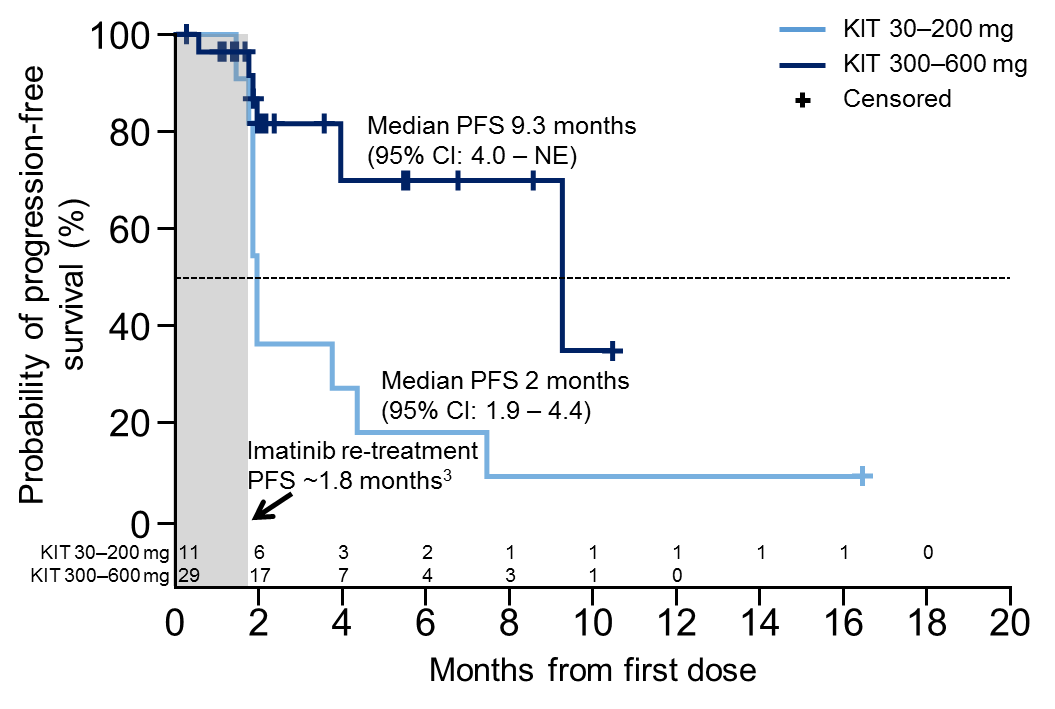 KIT 30–200 mg
KIT 300–600 mg
Censored
Probability of progression-free
survival (%)
100
80
60
40
20
0
Median PFS 9.3 months
(95% CI: 4.0 – NE)
Median PFS 2 months
(95% CI: 1.9 – 4.4)
Imatinib re-treatment
PFS ~1.8 months³
KIT 30–200 mg 11 6 3 2 1 1 1 1 1 0
KIT 300–600 mg 29 17 7 4 3 1 0
0 2 4 6 8 10 12 14 16 18 20
Months from first dose